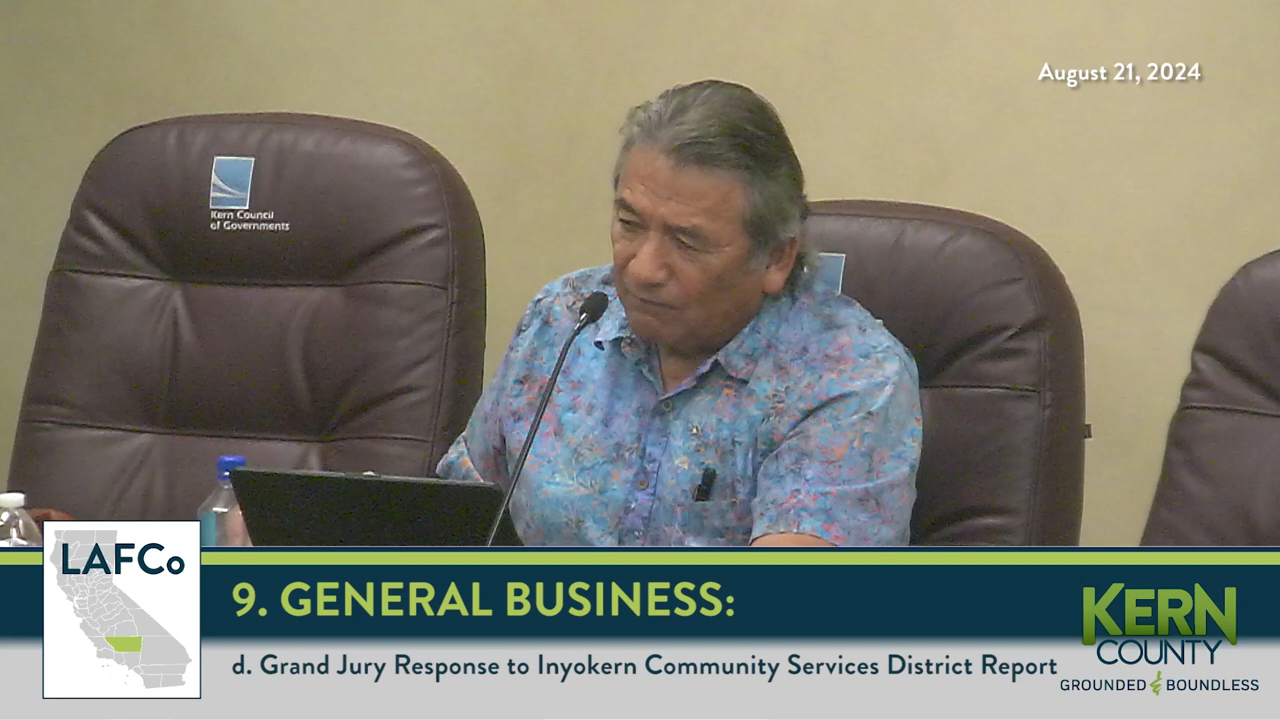 August 21, 2024
Kern Council
of Governments
LAFCo
9. GENERAL BUSINESS:
d. Grand Jury Response to Inyokern Community Services District Report
KERN
COUNTY
GROUNDED & BOUNDLESS